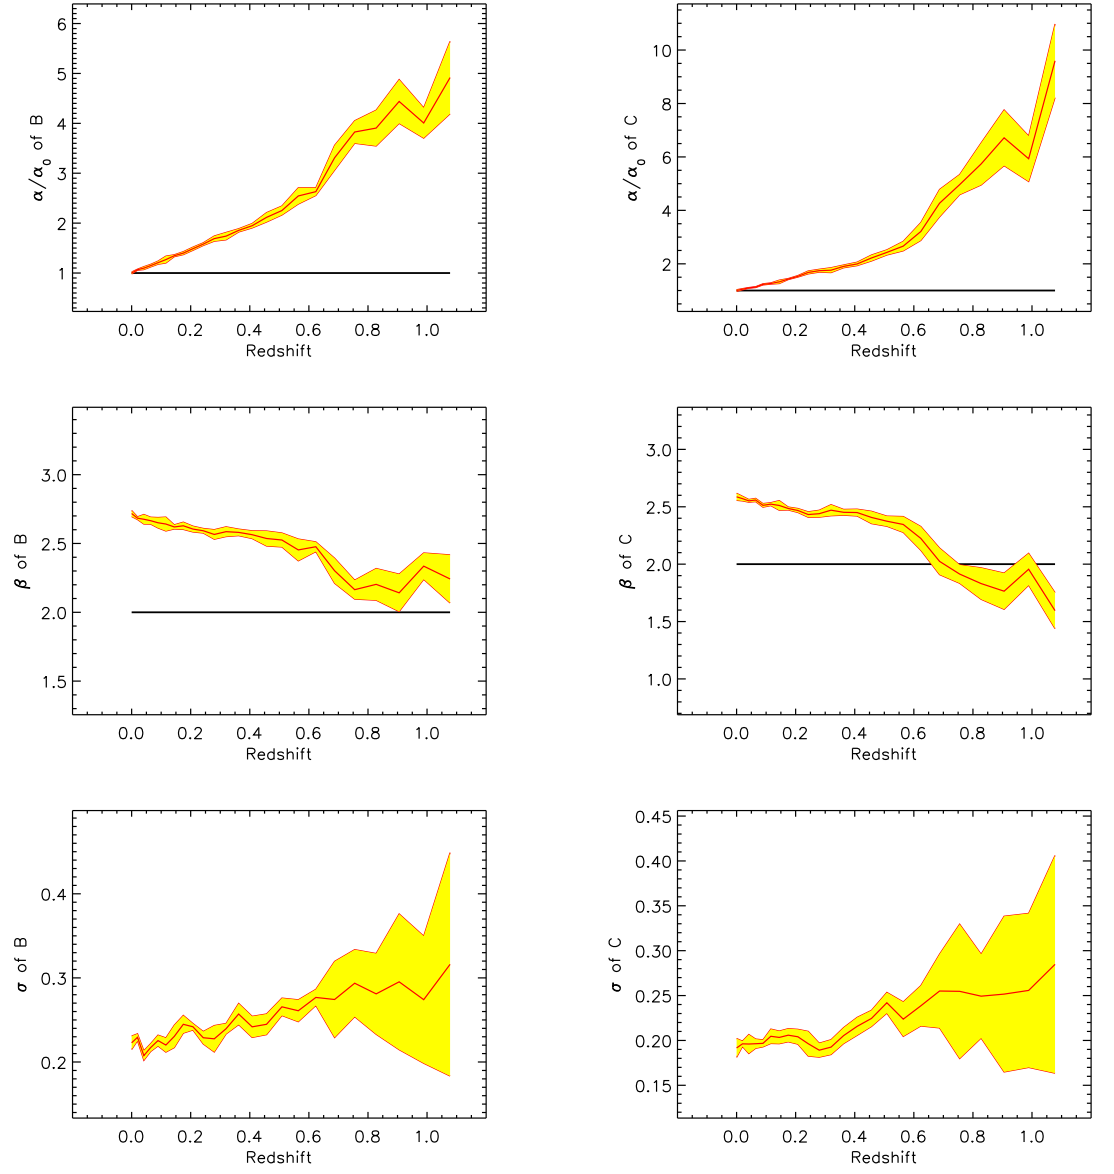 α/α₀ of B
6
5
4
3
2
1
0.0 0.2 0.4 0.6 0.8 1.0
Redshift
α/α₀ of C
10
8
6
4
2
0.0 0.2 0.4 0.6 0.8 1.0
Redshift
β of B
3.0
2.5
2.0
1.5
0.0 0.2 0.4 0.6 0.8 1.0
Redshift
β of C
3.0
2.5
2.0
1.5
1.0
0.0 0.2 0.4 0.6 0.8 1.0
Redshift
σ of B
0.4
0.3
0.2
0.0 0.2 0.4 0.6 0.8 1.0
Redshift
σ of C
0.45
0.40
0.35
0.30
0.25
0.20
0.15
0.0 0.2 0.4 0.6 0.8 1.0
Redshift